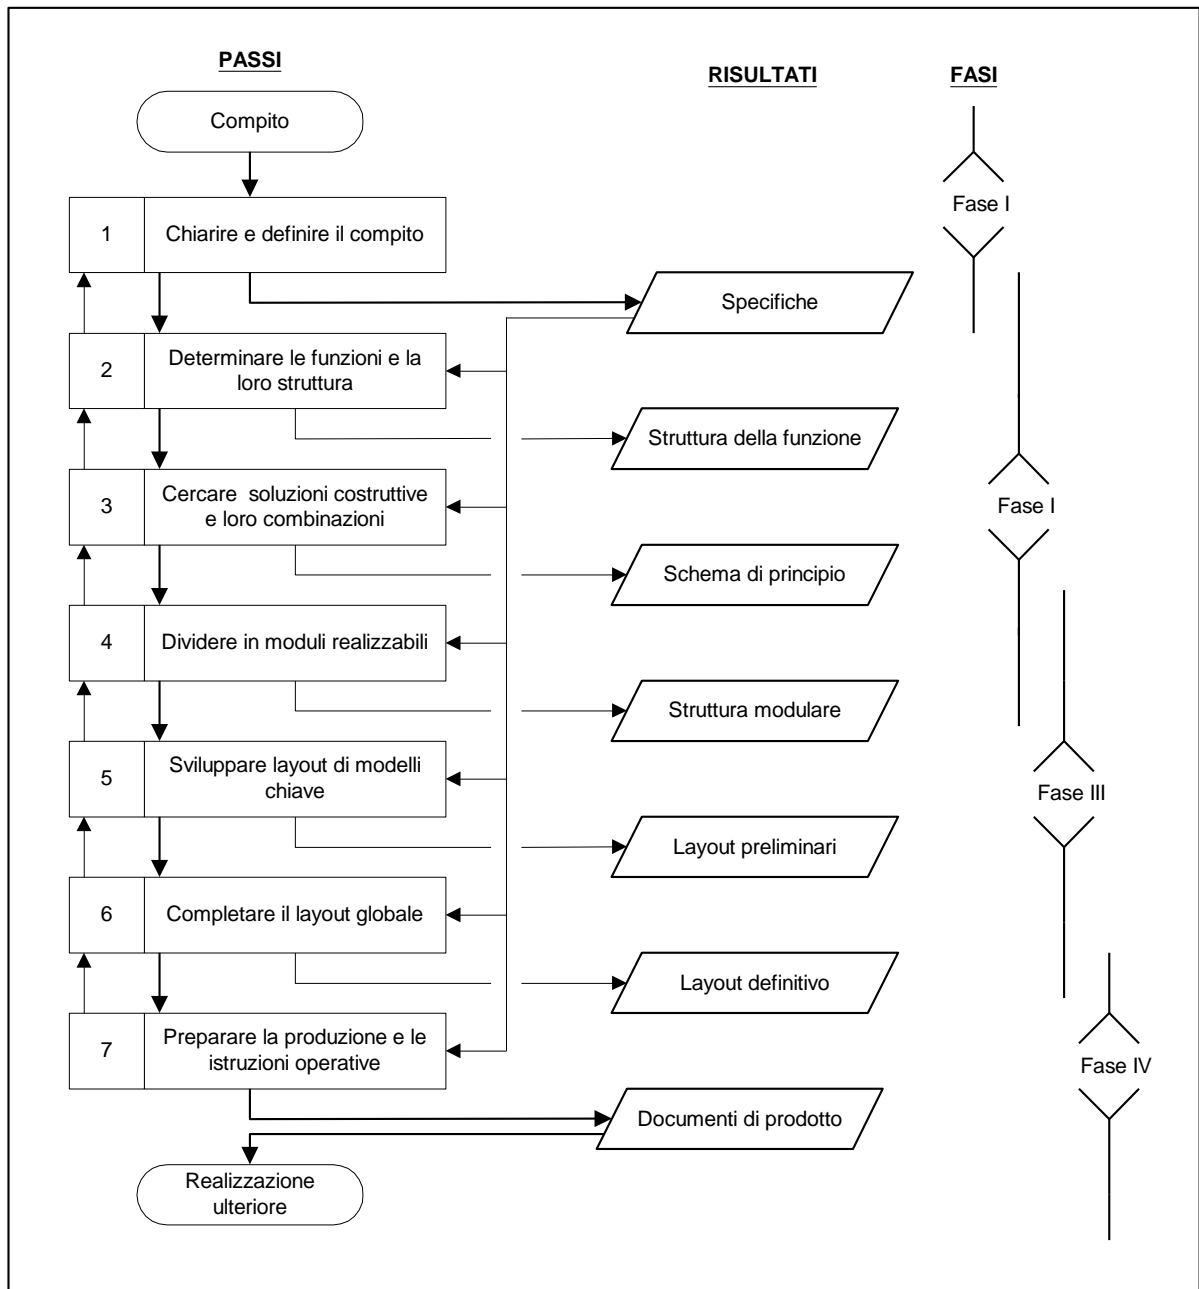 PASSI
RISULTATI
FASI
Compito
Fase I
1
Chiarire e definire il compito
Specifiche
2
Determinare le funzioni e la
loro struttura
Struttura della funzione
3
Cercare  soluzioni costruttive
e loro combinazioni
Fase I
Schema di principio
4
Dividere in moduli realizzabili
Struttura modulare
5
Sviluppare layout di modelli
chiave
Fase III
Layout preliminari
6
Completare il layout globale
Layout definitivo
7
Preparare la produzione e le
istruzioni operative
Fase IV
Documenti di prodotto
Realizzazione
ulteriore